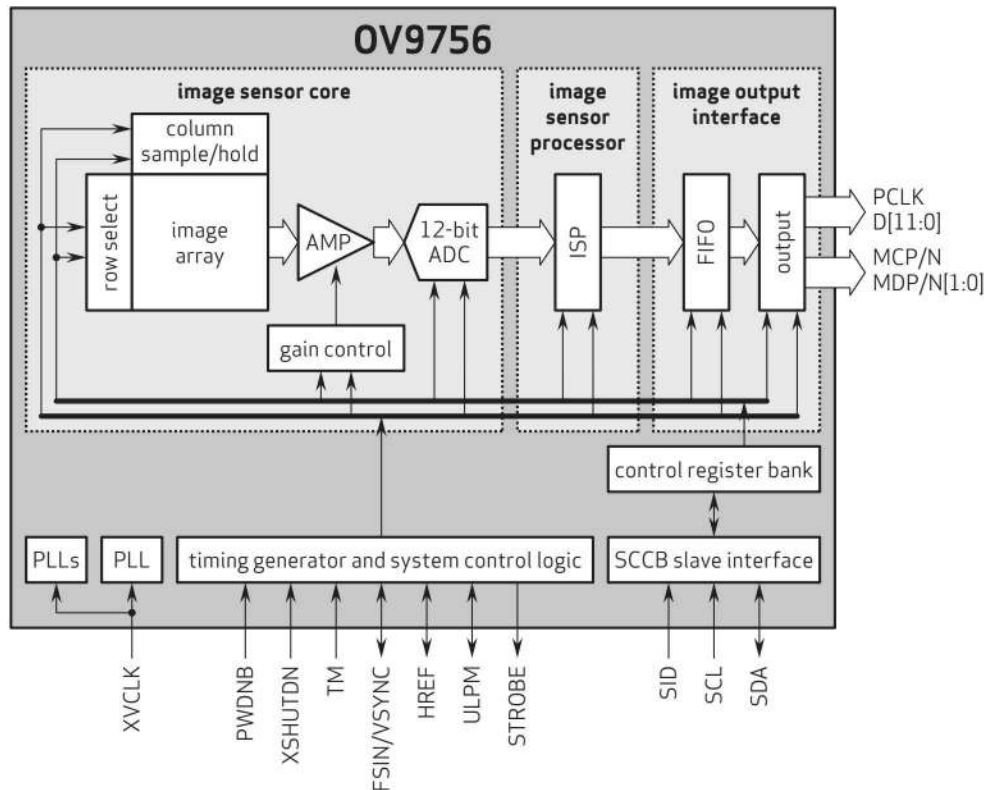 OV9756
image sensor core
image
sensor
processor
image output
interface
column
sample/hold
row select
image
array
AMP
12-bit
ADC
ISP
FIFO
output
PCLK
D[11:0]
MCP/N
MDP/N[1:0]
gain control
control register bank
PLLs
PLL
timing generator and system control logic
SCCB slave interface
XVCLK
PWDNB
XSHUTDN
TM
FSIN/VSYNC
HREF
ULPM
STROBE
SID
SCL
SDA